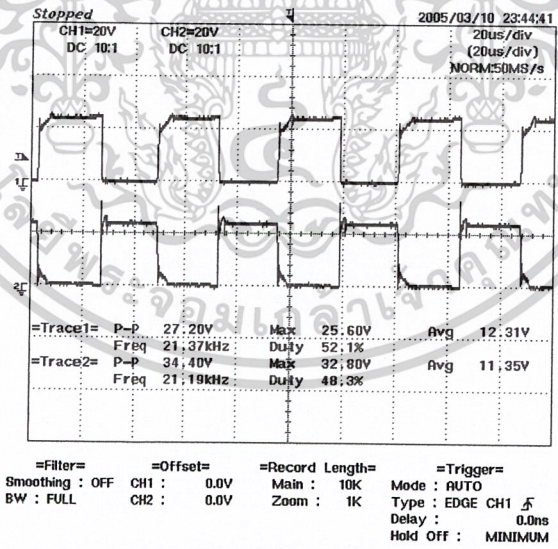 Stopped 2005/03/10 23:44:41
CH1=20V CH2=20V 20us/div
DC 10:1 DC 10:1 (20us/div)
NORM:50MS/s
=Trace1= P-P 27.20V Max 25.60V Avg 12.31V
Freq 21.37kHz Duty 52.1%
=Trace2= P-P 34.40V Max 32.80V Avg 11.35V
Freq 21.19kHz Duty 48.3%
=Filter= =Offset= =Record Length= =Trigger=
Smoothing : OFF CH1 : 0.0V Main : 10K Mode : AUTO
BW : FULL CH2 : 0.0V Zoom : 1K Type : EDGE CH1
Delay : 0.0ns
Hold Off : MINIMUM